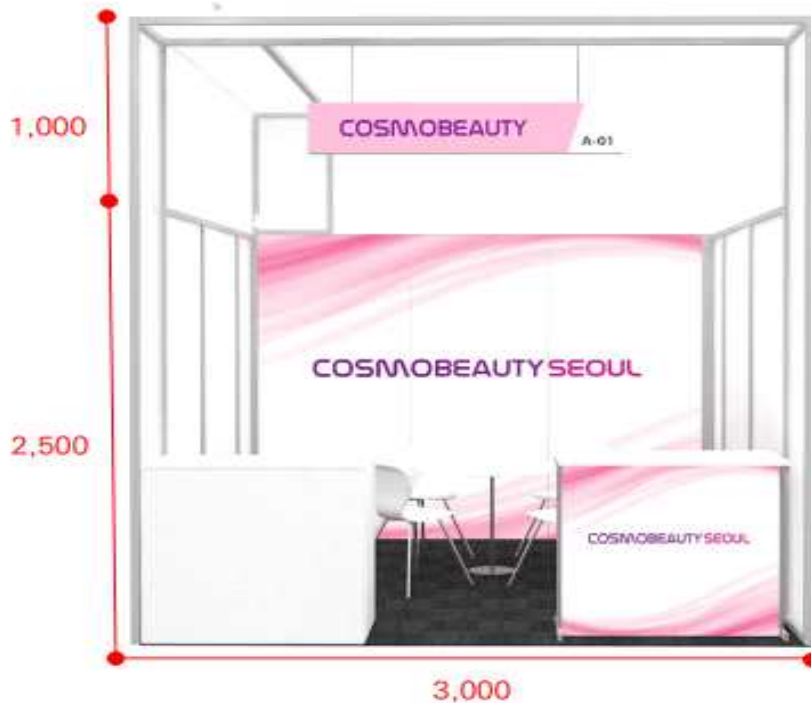 1,000
COSMOBEAUTY
A-01
COSMOBEAUTY SEOUL
2,500
COSMOBEAUTY SEOUL
3,000